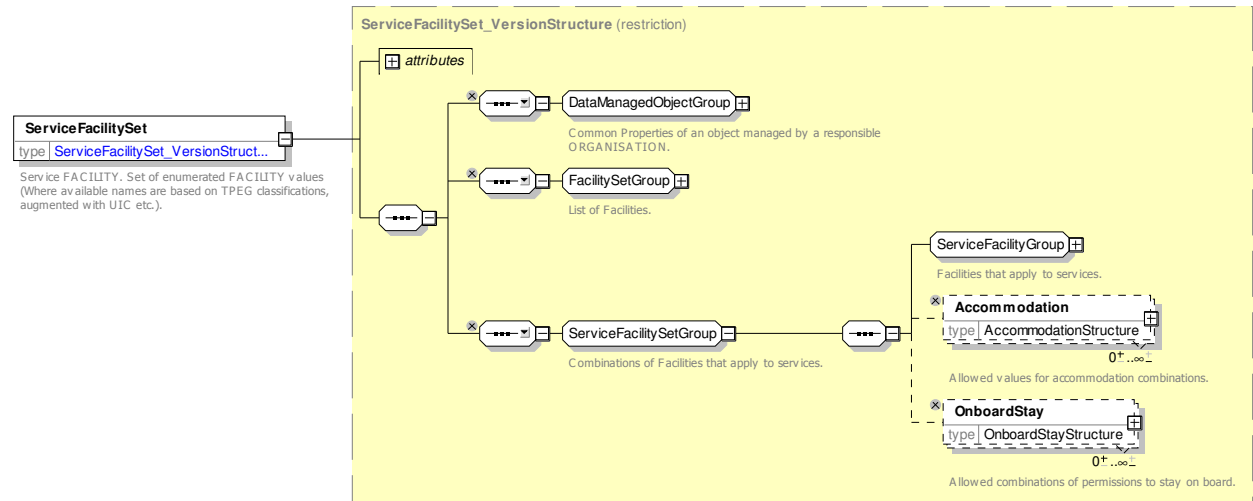 ServiceFacilitySet_VersionStructure (restriction)
attributes
DataManagedObjectGroup
Common Properties of an object managed by a responsible
ORGANISATION.
ServiceFacilitySet
type ServiceFacilitySet_VersionStruct...
Service FACILITY. Set of enumerated FACILITY values
(Where available names are based on TPEG classifications,
augmented with UIC etc.).
FacilitySetGroup
List of Facilities.
ServiceFacilityGroup
Facilities that apply to services.
Accommodation
type AccommodationStructure
0..∞
Allowed values for accommodation combinations.
ServiceFacilitySetGroup
Combinations of Facilities that apply to services.
OnboardStay
type OnboardStayStructure
0..∞
Allowed combinations of permissions to stay on board.